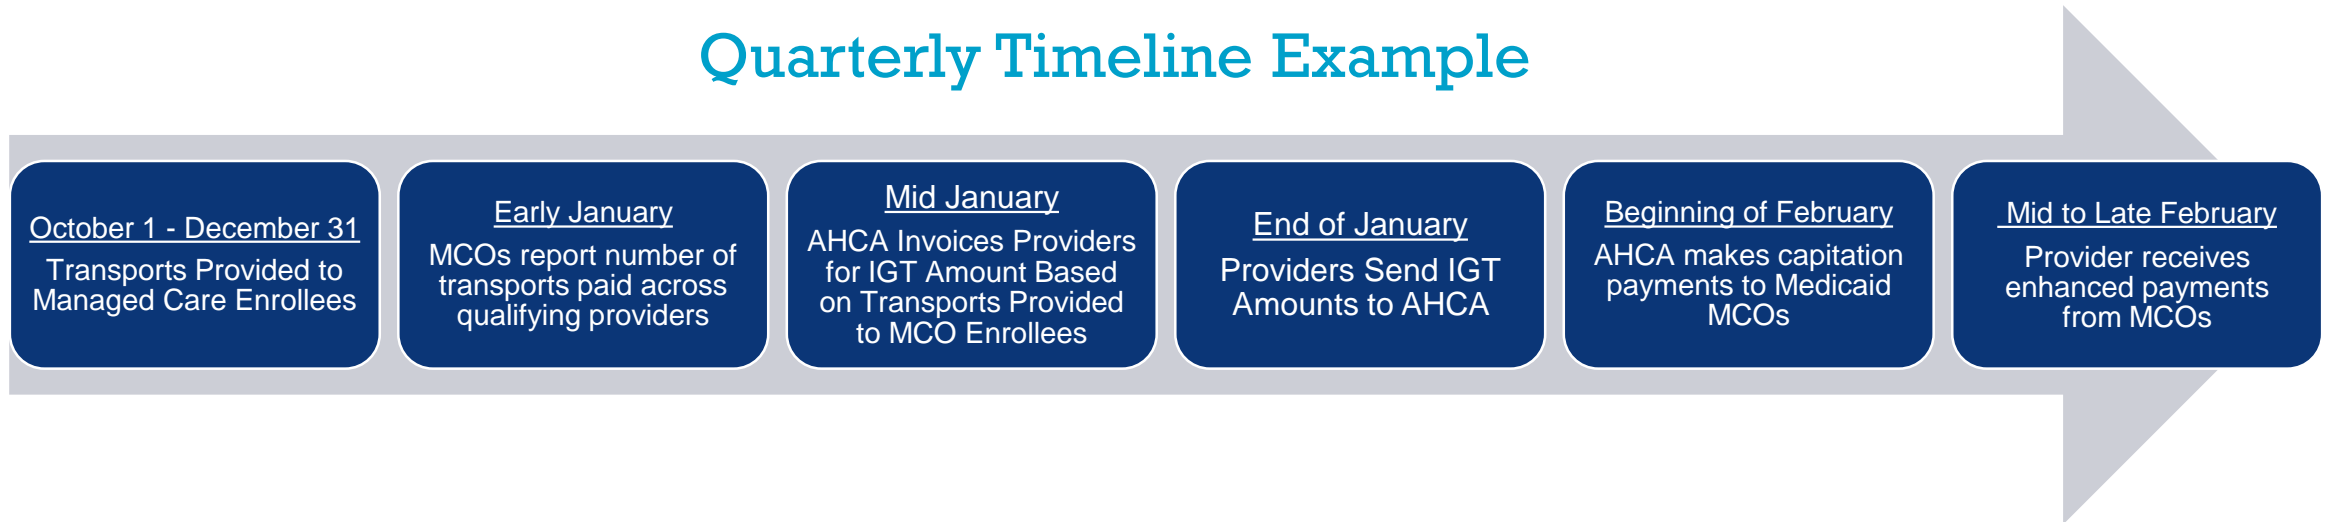 Quarterly Timeline Example
October 1 - December 31
Transports Provided to
Managed Care Enrollees
Early January
MCOs report number of
transports paid across
qualifying providers
Mid January
AHCA Invoices Providers
for IGT Amount Based
on Transports Provided
to MCO Enrollees
End of January
Providers Send IGT
Amounts to AHCA
Beginning of February
AHCA makes capitation
payments to Medicaid
MCOs
Mid to Late February
Provider receives
enhanced payments
from MCOs